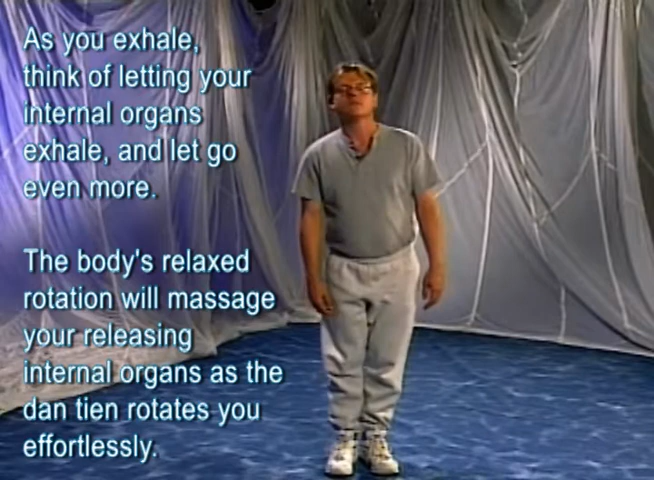 As you exhale,
think of letting your
internal organs
exhale, and let go
even more.
The body's relaxed
rotation will massage
your releasing
internal organs as the
dan tien rotates you
effortlessly.